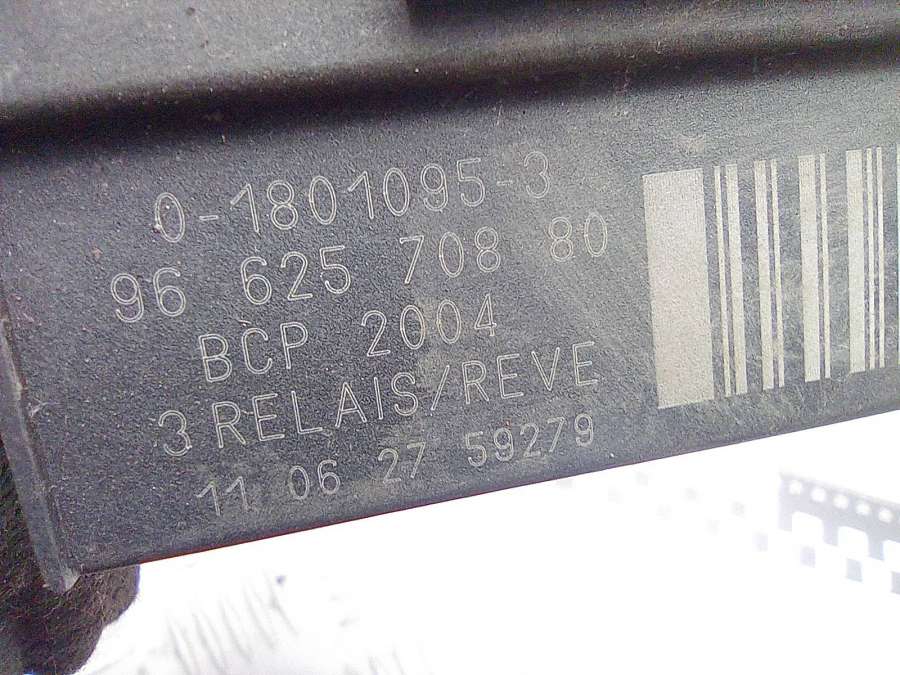 0-1801095-3
96 625 708 80
BCP 2004
3 RELAIS/REVE
11 06 27 59279